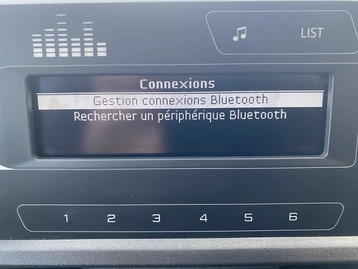 LIST
Connexions
Gestion connexions Bluetooth
Rechercher un périphérique Bluetooth
1 2 3 4 5 6